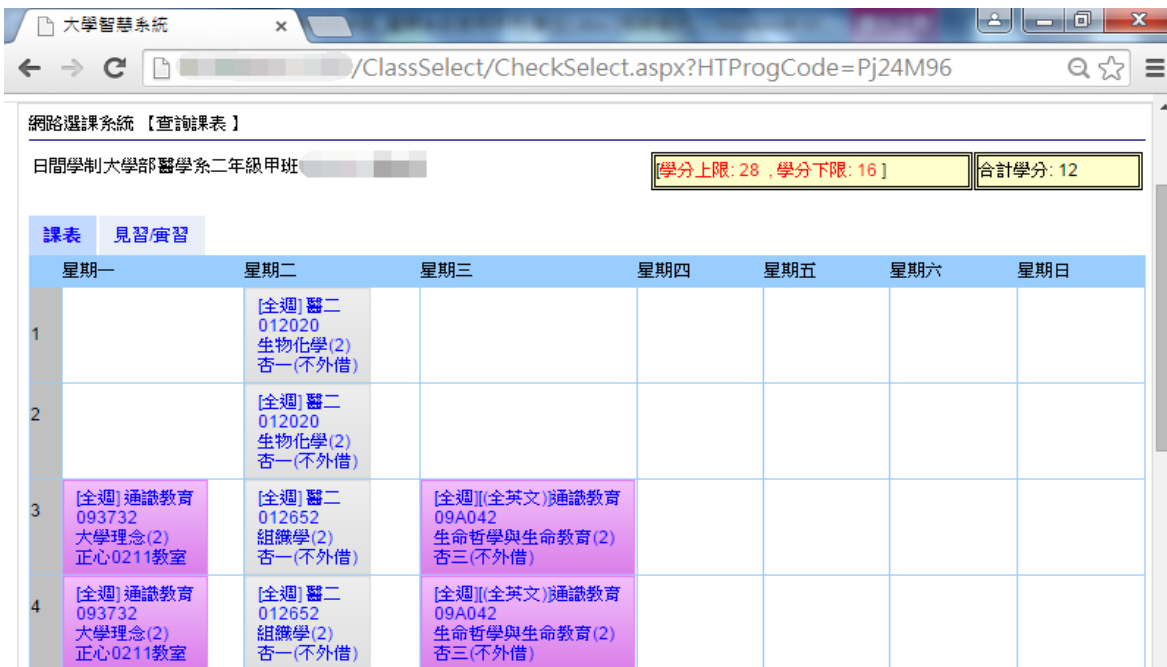 大學智慧系統
/ClassSelect/CheckSelect.aspx?HTProgCode=Pj24M96
網路選課系統 【查詢課表 】
日間學制大學部醫學系二年級甲班
[學分上限: 28 , 學分下限: 16 ]
合計學分: 12
課表 見習/實習
星期一 星期二 星期三 星期四 星期五 星期六 星期日
1
[全週] 醫二
012020
生物化學(2)
杏一(不外借)
2
[全週] 醫二
012020
生物化學(2)
杏一(不外借)
3
[全週] 通識教育
093732
大學理念(2)
正心0211教室
[全週] 醫二
012652
組織學(2)
杏一(不外借)
[全週][(全英文)]通識教育
09A042
生命哲學與生命教育(2)
杏三(不外借)
4
[全週] 通識教育
093732
大學理念(2)
正心0211教室
[全週] 醫二
012652
組織學(2)
杏一(不外借)
[全週][(全英文)]通識教育
09A042
生命哲學與生命教育(2)
杏三(不外借)